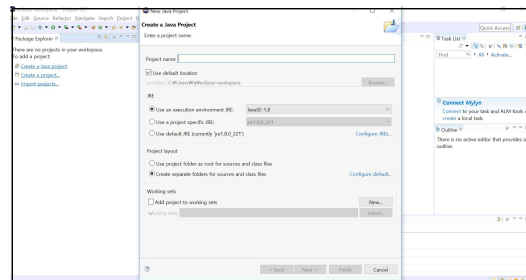 New Java Project
File Edit Source Refactor Navigate Search Project
Quick Access
Package Explorer
There are no projects in your workspace.
To add a project:
Create a Java project
Create a project...
Import projects...
Create a Java Project
Enter a project name.
Project name:
Use default location
Browse...
JRE
Use an execution environment JRE:
JavaSE-1.8
Use a project specific JRE:
jre1.8.0_221
Use default JRE (currently 'jre1.8.0_221')
Configure JREs...
Project layout
Use project folder as root for sources and class files
Create separate folders for sources and class files
Configure default...
Working sets
Add project to working sets
New...
Working sets:
Select...
< Back
Next >
Finish
Cancel
Task List
Find
All
Activate...
Connect Mylyn
Connect to your task and ALM tools
create a local task.
Outline
There is no active editor that provides a
outline.